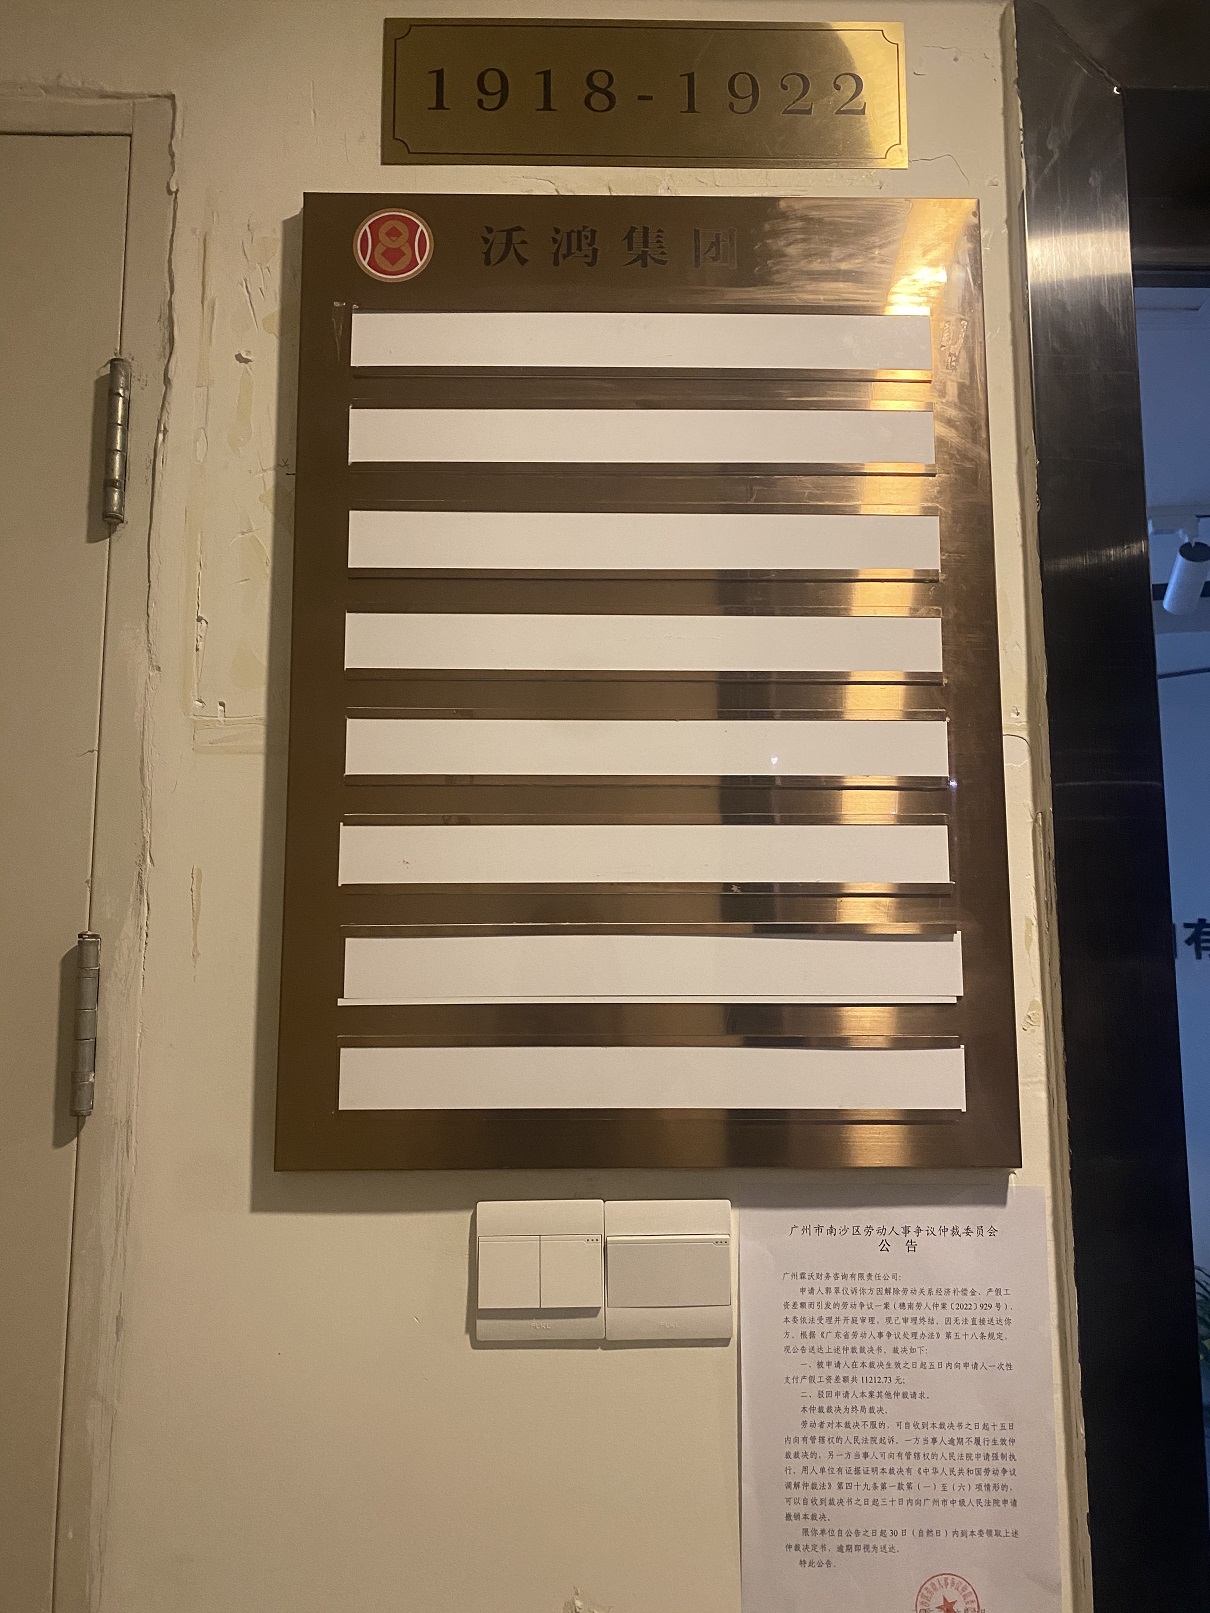 1918-1922
沃鸿集团
有
广州市南沙区劳动人事争议仲裁委员会
公 告
广州霖沃财务咨询有限责任公司:
申请人郭翠仪诉你方因解除劳动关系经济补偿金、产假工
资差额而引发的劳动争议一案(穗南劳人仲案〔2022〕929号),
本委依法受理并开庭审理,现已审理终结。因无法直接送达你
方,根据《广东省劳动人事争议处理办法》第五十八条规定,
现公告送达上述仲裁裁决书。裁决如下:
一、被申请人在本裁决生效之日起五日内向申请人一次性
支付产假工资差额共 11212.73 元;
二、驳回申请人本案其他仲裁请求。
本仲裁裁决为终局裁决。
劳动者对本裁决不服的,可自收到本裁决书之日起十五日
内向有管辖权的人民法院起诉。一方当事人逾期不履行生效仲
裁裁决的,另一方当事人可向有管辖权的人民法院申请强制执
行。用人单位有证据证明本裁决有《中华人民共和国劳动争议
调解仲裁法》第四十九条第一款第(一)至(六)项情形的,
可以自收到裁决书之日起三十日内向广州市中级人民法院申请
撤销本裁决。
限你单位自公告之日起 30 日(自然日)内到本委领取上述
仲裁决定书,逾期即视为送达。
特此公告。